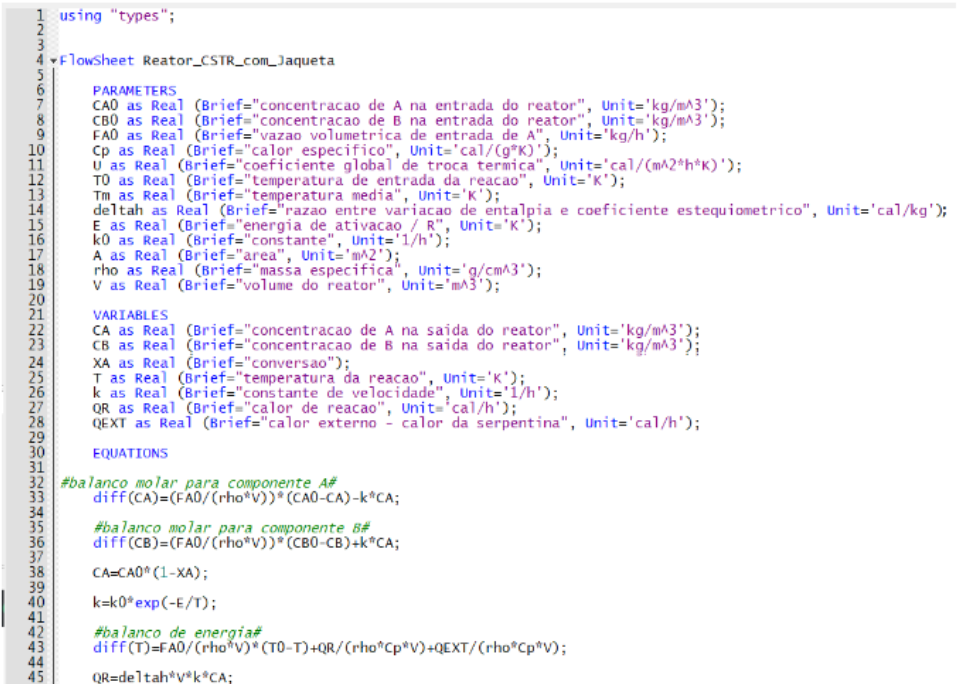 1 using "types";
2
3
4 FlowSheet Reator_CSTR_com_Jaqueta
5
6 PARAMETERS
7 CA0 as Real (Brief="concentracao de A na entrada do reator", Unit='kg/m^3');
8 CB0 as Real (Brief="concentracao de B na entrada do reator", Unit='kg/m^3');
9 FA0 as Real (Brief="vazao volumetrica de entrada de A", Unit='kg/h');
10 Cp as Real (Brief="calor especifico", Unit='cal/(g*K)');
11 U as Real (Brief="coeficiente global de troca termica", Unit='cal/(m^2*h*K)');
12 T0 as Real (Brief="temperatura de entrada da reacao", Unit='K');
13 Tm as Real (Brief="temperatura media", Unit='K');
14 deltah as Real (Brief="razao entre variacao de entalpia e coeficiente estequiometrico", Unit='cal/kg');
15 E as Real (Brief="energia de ativacao / R", Unit='K');
16 k0 as Real (Brief="constante", Unit='1/h');
17 A as Real (Brief="area", Unit='m^2');
18 rho as Real (Brief="massa especifica", Unit='g/cm^3');
19 V as Real (Brief="volume do reator", Unit='m^3');
20
21 VARIABLES
22 CA as Real (Brief="concentracao de A na saida do reator", Unit='kg/m^3');
23 CB as Real (Brief="concentracao de B na saida do reator", Unit='kg/m^3');
24 XA as Real (Brief="conversao");
25 T as Real (Brief="temperatura da reacao", Unit='K');
26 k as Real (Brief="constante de velocidade", Unit='1/h');
27 QR as Real (Brief="calor de reacao", Unit='cal/h');
28 QEXT as Real (Brief="calor externo - calor da serpentina", Unit='cal/h');
29
30 EQUATIONS
31
32 #balanco molar para componente A#
33 diff(CA)=(FA0/(rho*V))*(CA0-CA)-k*CA;
34
35 #balanco molar para componente B#
36 diff(CB)=(FA0/(rho*V))*(CB0-CB)+k*CA;
37
38 CA=CA0*(1-XA);
39
40 k=k0*exp(-E/T);
41
42 #balanco de energia#
43 diff(T)=FA0/(rho*V)*(T0-T)+QR/(rho*Cp*V)+QEXT/(rho*Cp*V);
44
45 QR=deltah*V*k*CA;